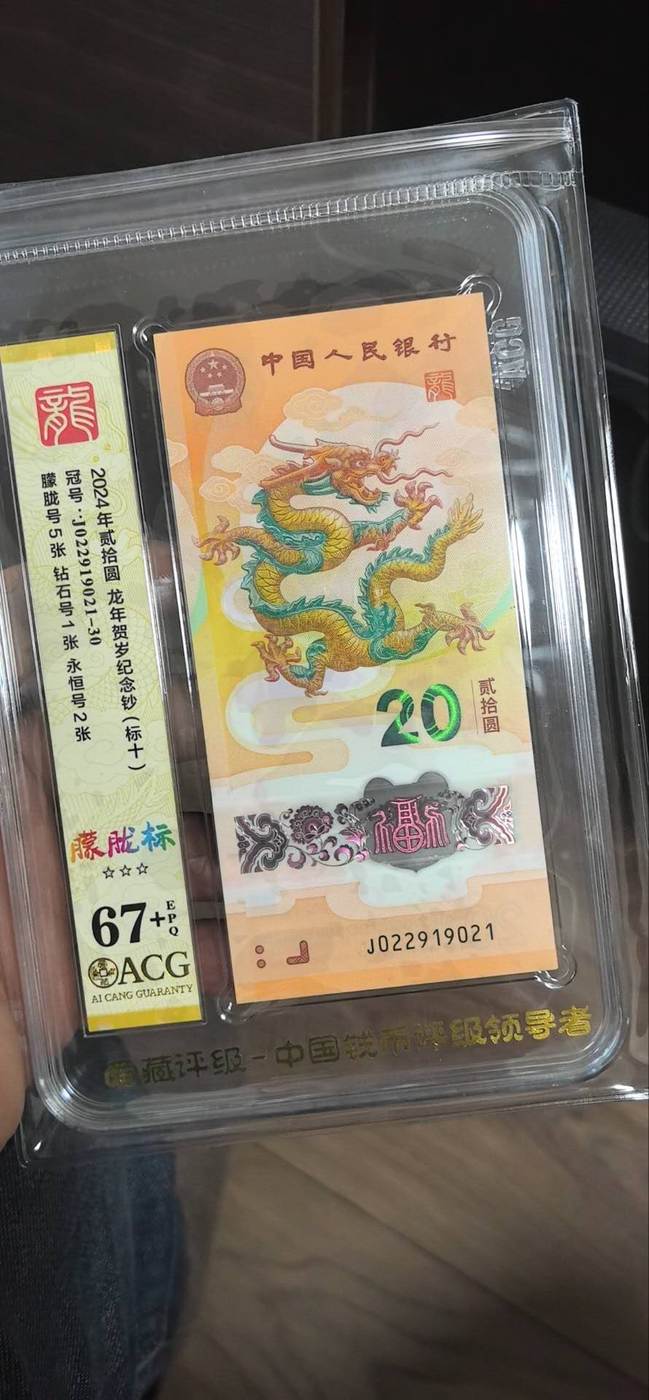 龍
2024年贰拾圆 龙年贺岁纪念钞(标十)
冠号:J022919021-30
朦胧号5张 钻石号1张 永恒号2张
朦胧标
67+
EPQ
ACG
AI CANG GUARANTY
中国人民银行
龍
20
贰拾圆
福
J022919021
ACG
藏评级-中国钱币评级领导者